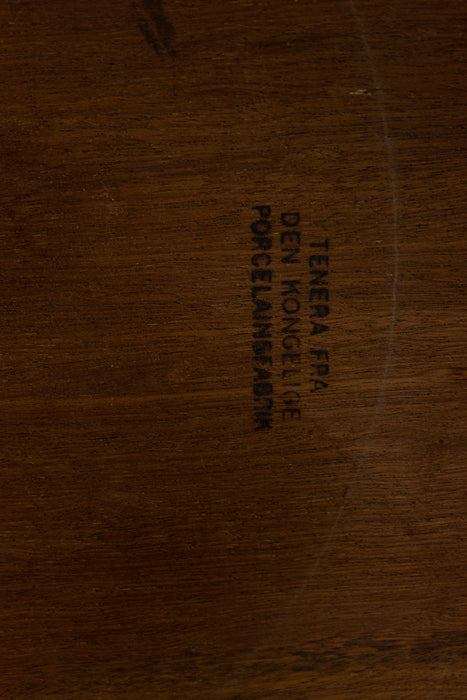 TENERA FRA
DEN KONGELIGE
PORCELAINSFABRIK